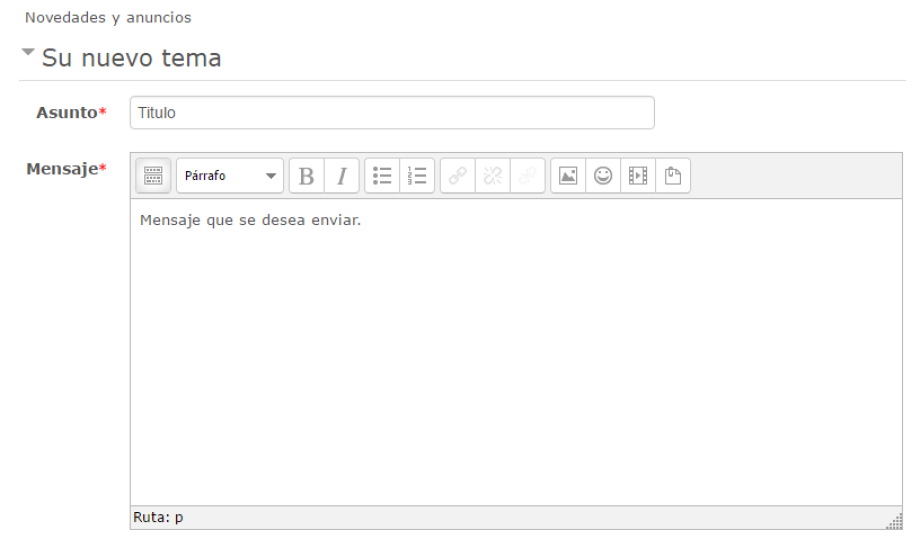 Novedades y anuncios
Su nuevo tema
Asunto*
Titulo
Mensaje*
Párrafo
B I
Mensaje que se desea enviar.
Ruta: p